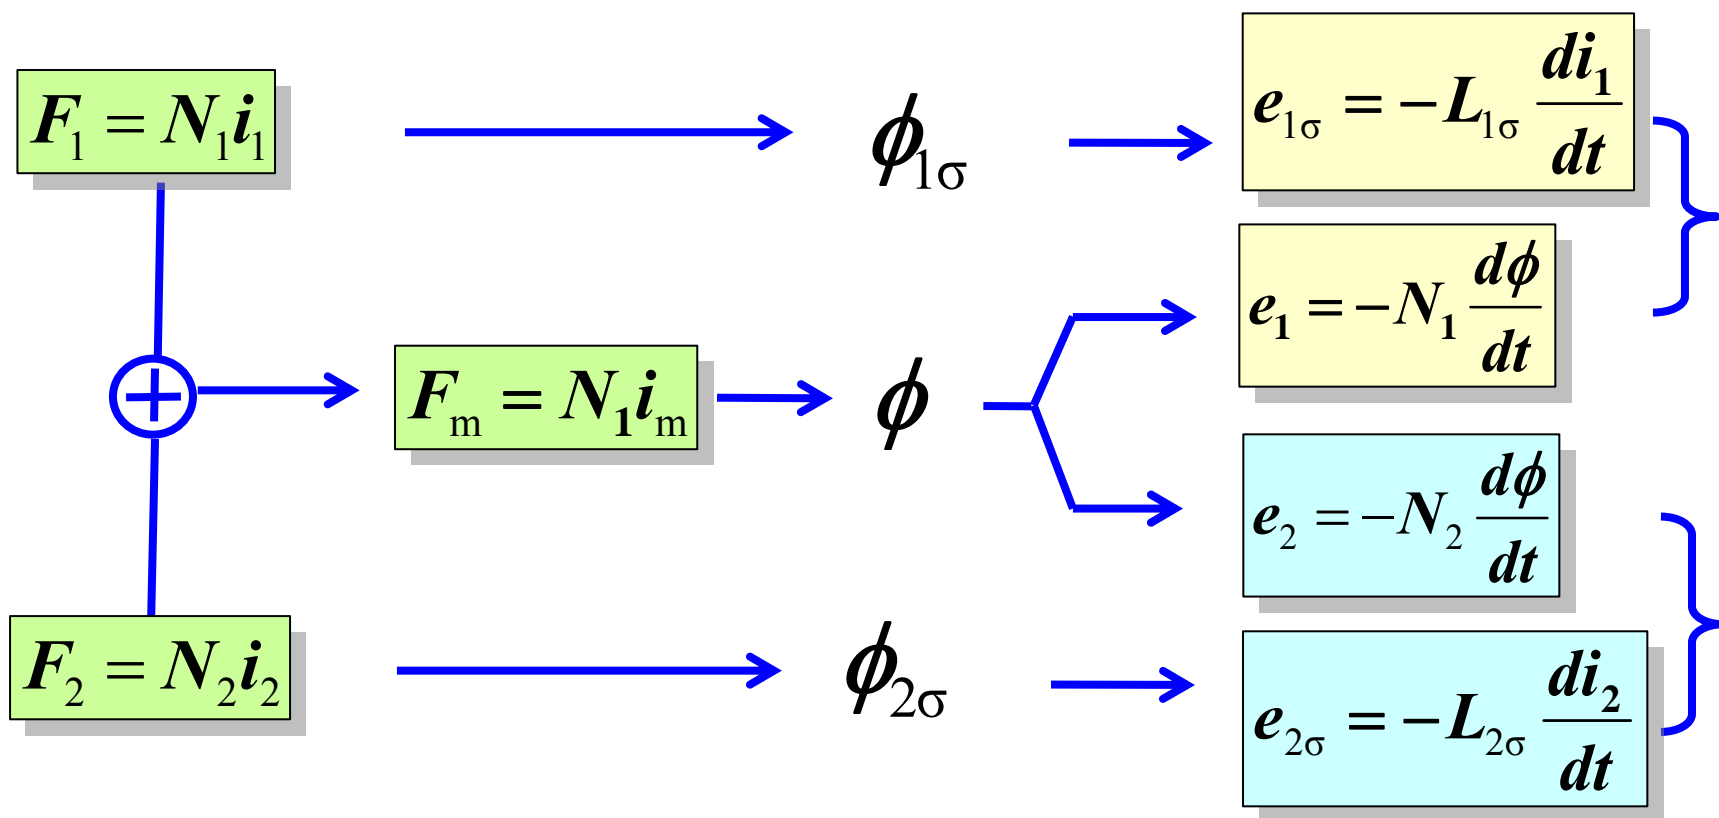 F₁ = N₁i₁
ϕ₁σ
e₁σ = −L₁σ di₁/dt
e₁ = −N₁ dϕ/dt
Fₘ = N₁iₘ
ϕ
e₂ = −N₂ dϕ/dt
F₂ = N₂i₂
ϕ₂σ
e₂σ = −L₂σ di₂/dt